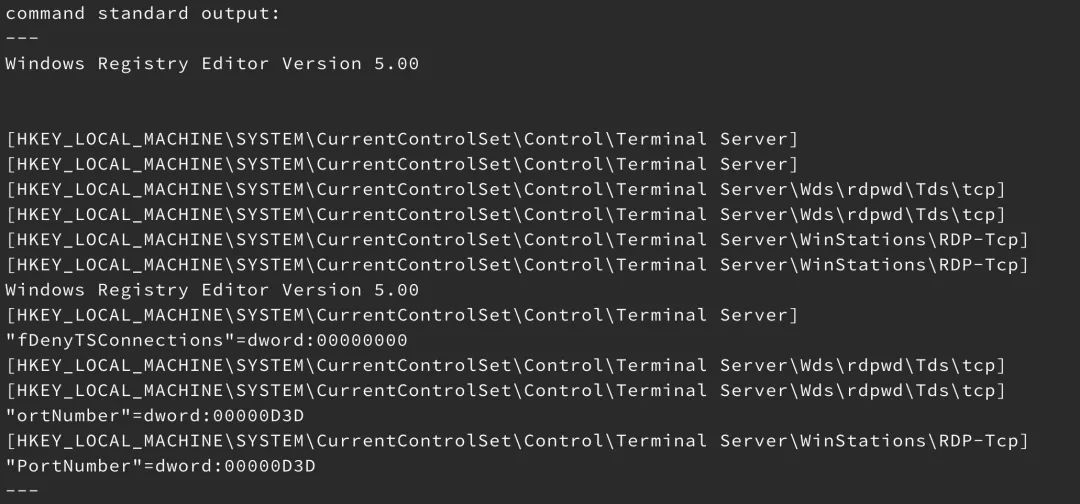 command standard output:
---
Windows Registry Editor Version 5.00
[HKEY_LOCAL_MACHINE\SYSTEM\CurrentControlSet\Control\Terminal Server]
[HKEY_LOCAL_MACHINE\SYSTEM\CurrentControlSet\Control\Terminal Server]
[HKEY_LOCAL_MACHINE\SYSTEM\CurrentControlSet\Control\Terminal Server\Wds\rdpwd\Tds\tcp]
[HKEY_LOCAL_MACHINE\SYSTEM\CurrentControlSet\Control\Terminal Server\Wds\rdpwd\Tds\tcp]
[HKEY_LOCAL_MACHINE\SYSTEM\CurrentControlSet\Control\Terminal Server\WinStations\RDP-Tcp]
[HKEY_LOCAL_MACHINE\SYSTEM\CurrentControlSet\Control\Terminal Server\WinStations\RDP-Tcp]
Windows Registry Editor Version 5.00
[HKEY_LOCAL_MACHINE\SYSTEM\CurrentControlSet\Control\Terminal Server]
"fDenyTSConnections"=dword:00000000
[HKEY_LOCAL_MACHINE\SYSTEM\CurrentControlSet\Control\Terminal Server\Wds\rdpwd\Tds\tcp]
[HKEY_LOCAL_MACHINE\SYSTEM\CurrentControlSet\Control\Terminal Server\Wds\rdpwd\Tds\tcp]
"ortNumber"=dword:00000D3D
[HKEY_LOCAL_MACHINE\SYSTEM\CurrentControlSet\Control\Terminal Server\WinStations\RDP-Tcp]
"PortNumber"=dword:00000D3D
---